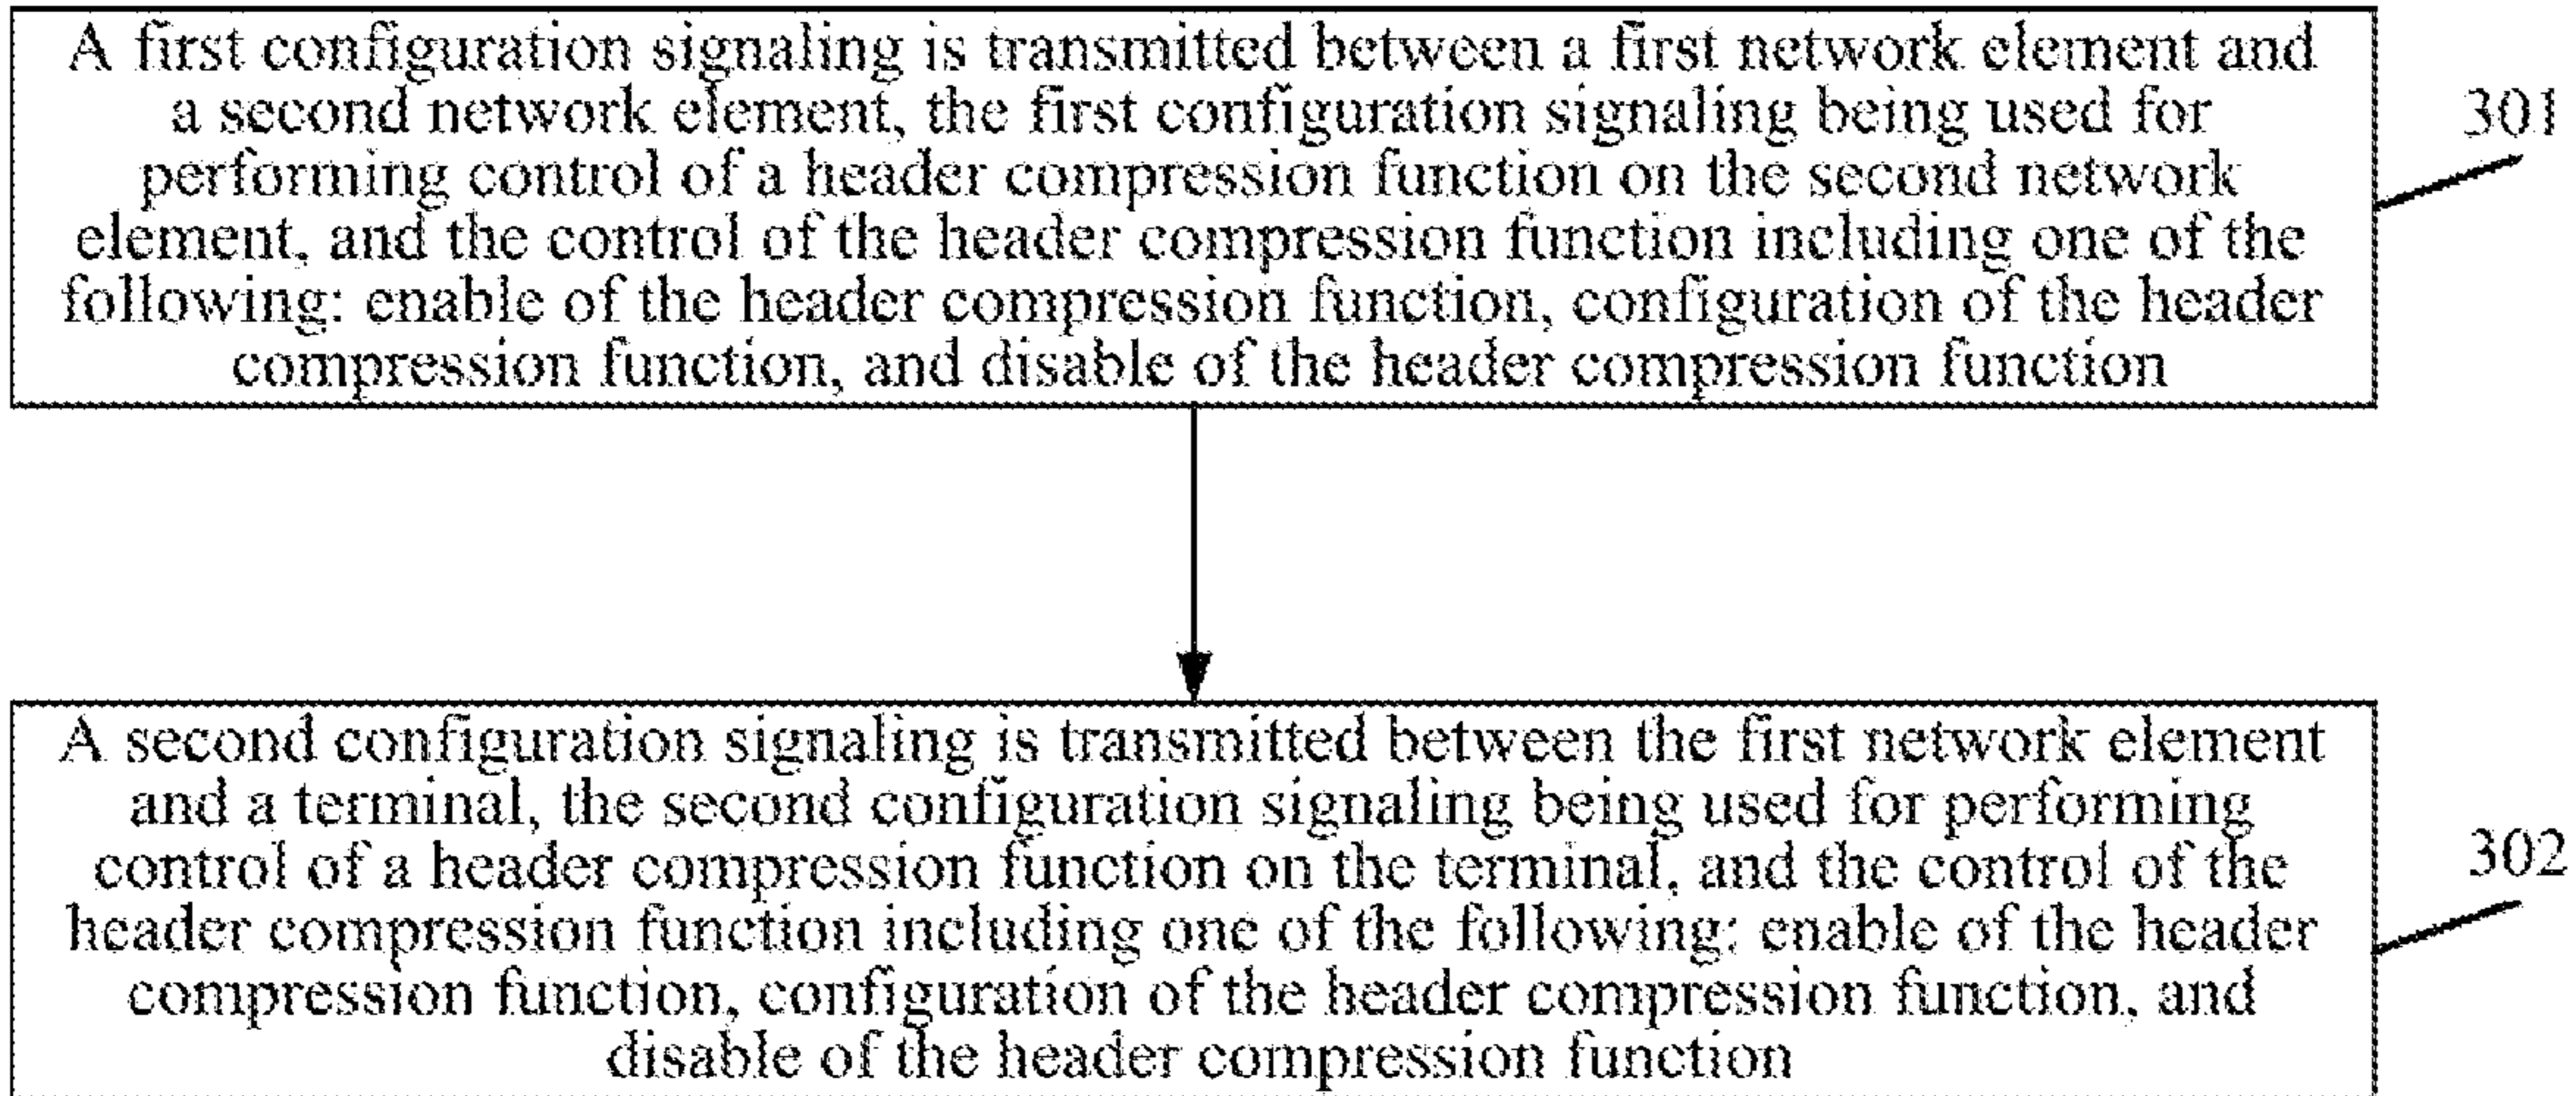 A first configuration signaling is transmitted between a first network element and
a second network element, the first configuration signaling being used for
performing control of a header compression function on the second network
element, and the control of the header compression function including one of the
following: enable of the header compression function, configuration of the header
compression function, and disable of the header compression function
301
A second configuration signaling is transmitted between the first network element
and a terminal, the second configuration signaling being used for performing
control of a header compression function on the terminal, and the control of the
header compression function including one of the following: enable of the header
compression function, configuration of the header compression function, and
disable of the header compression function
302